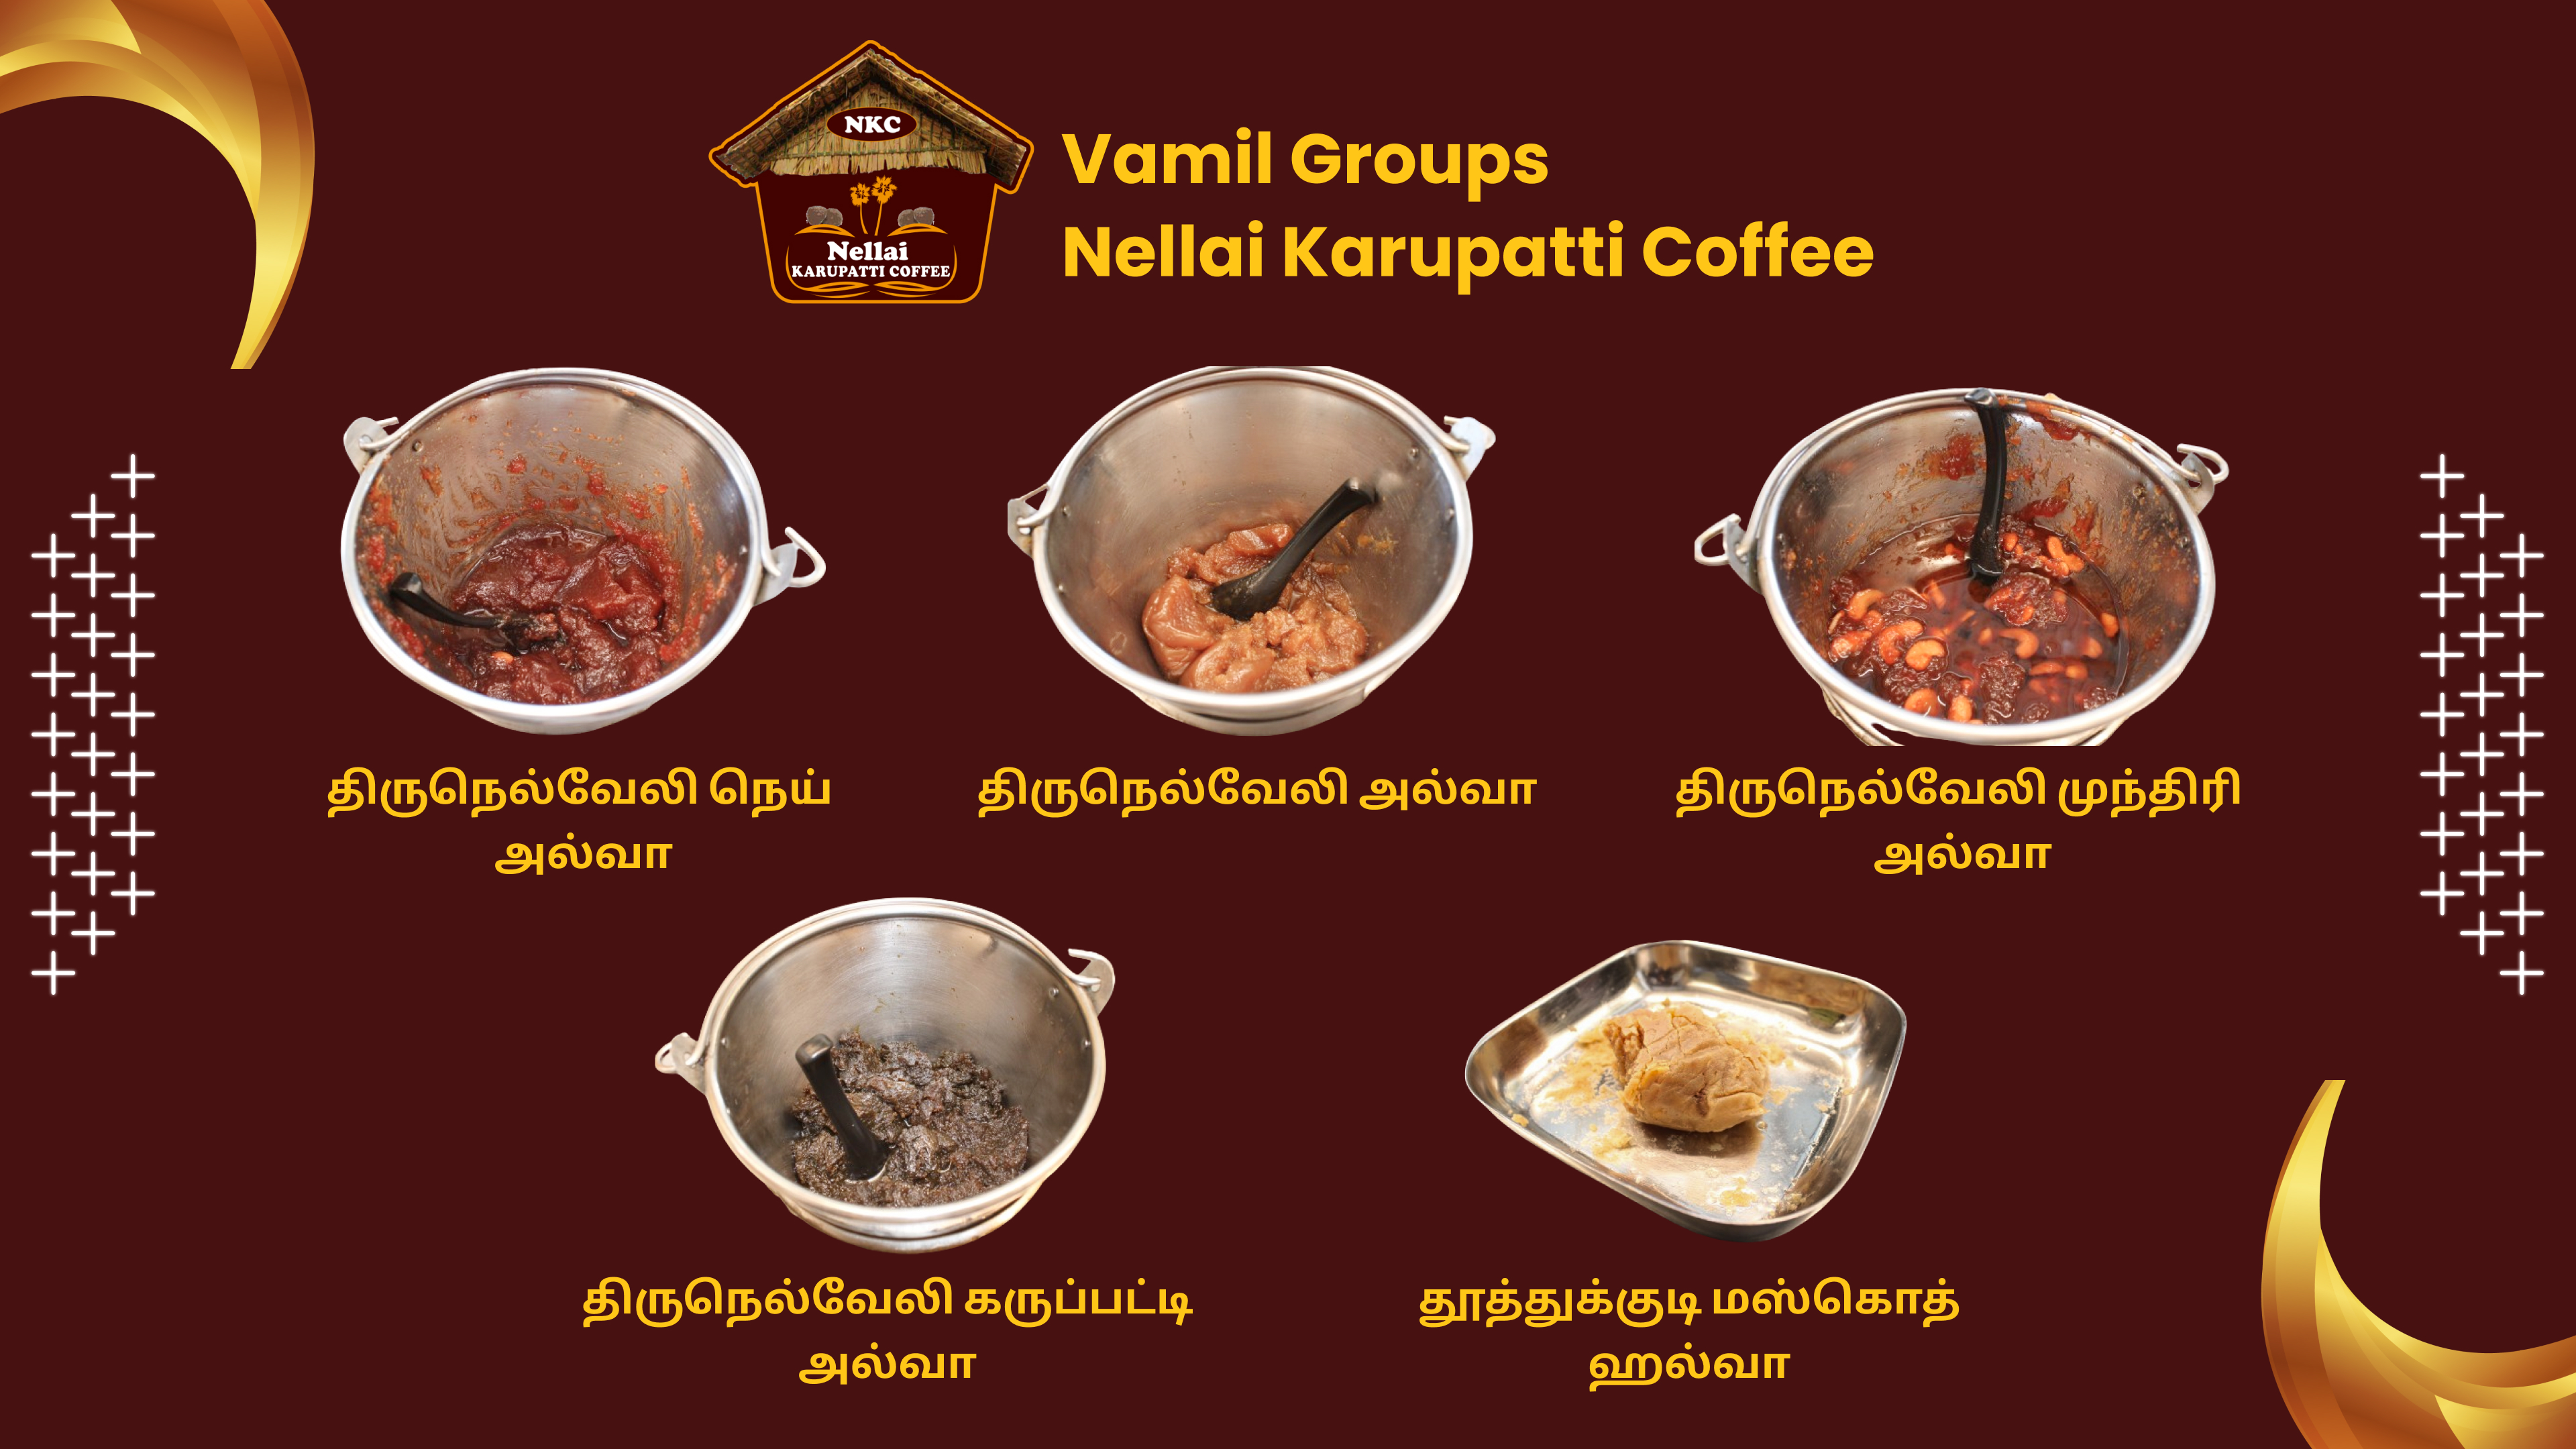 NKC
Nellai
KARUPATTI COFFEE
Vamil Groups
Nellai Karupatti Coffee
திருநெல்வேலி நெய்
அல்வா
திருநெல்வேலி அல்வா
திருநெல்வேலி முந்திரி
அல்வா
திருநெல்வேலி கருப்பட்டி
அல்வா
தூத்துக்குடி மஸ்கொத்
ஹல்வா